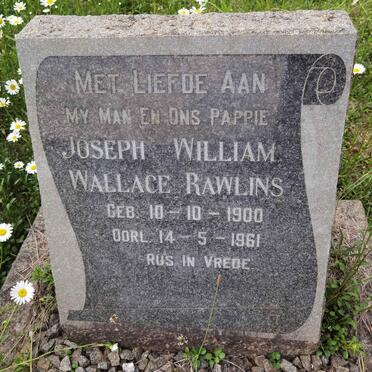 MET LIEFDE AAN
MY MAN EN ONS PAPPIE
JOSEPH WILLIAM
WALLACE RAWLINS
GEB. 10-10-1900
OORL. 14-5-1961
RUS IN VREDE